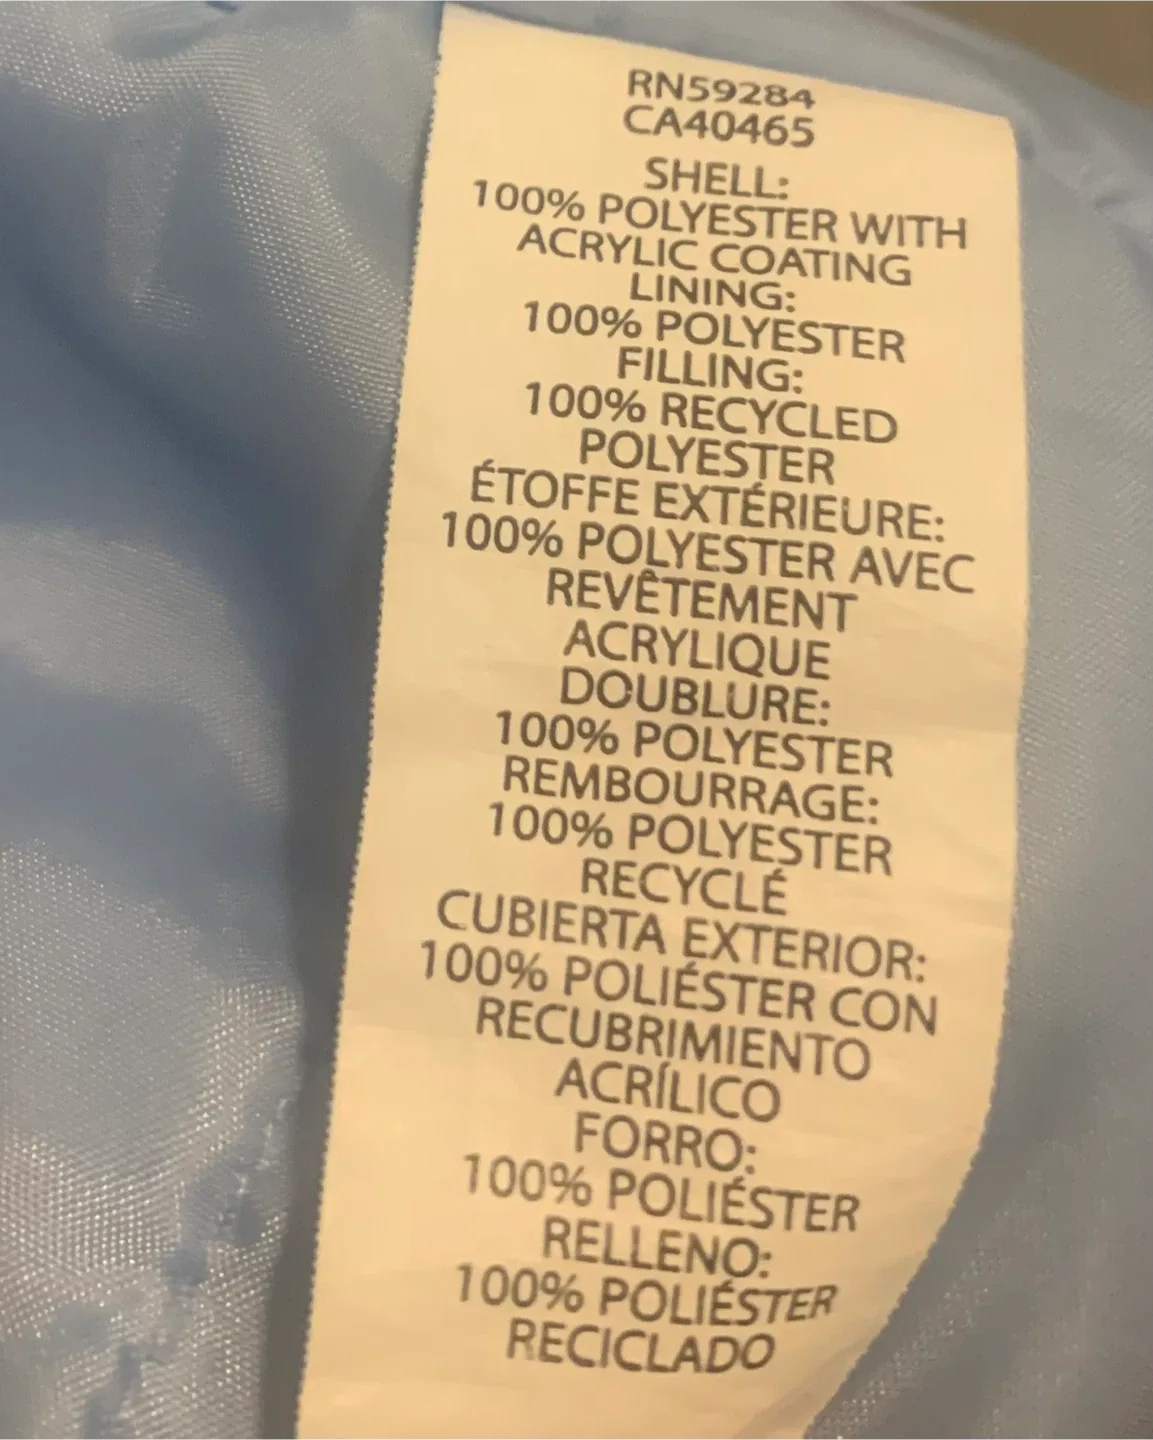 RN59284
CA40465
SHELL:
100% POLYESTER WITH
ACRYLIC COATING
LINING:
100% POLYESTER
FILLING:
100% RECYCLED
POLYESTER
ÉTOFFE EXTÉRIEURE:
100% POLYESTER AVEC
REVÊTEMENT
ACRYLIQUE
DOUBLURE:
100% POLYESTER
REMBOURRAGE:
100% POLYESTER
RECYCLÉ
CUBIERTA EXTERIOR:
100% POLIÉSTER CON
RECUBRIMIENTO
ACRÍLICO
FORRO:
100% POLIÉSTER
RELLENO:
100% POLIÉSTER
RECICLADO